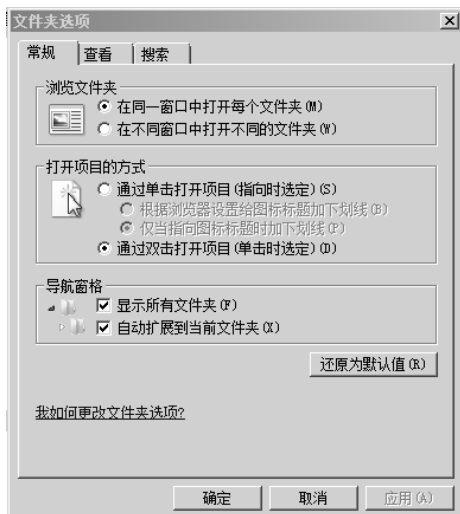 文件夹选项
常规 查看 搜索
浏览文件夹
在同一窗口中打开每个文件夹(M)
在不同窗口中打开不同的文件夹(W)
打开项目的方式
通过单击打开项目(指向时选定)(S)
根据浏览器设置给图标标题加下划线(B)
仅当指向图标标题时加下划线(P)
通过双击打开项目(单击时选定)(D)
导航窗格
显示所有文件夹(F)
自动扩展到当前文件夹(X)
还原为默认值(R)
我如何更改文件夹选项?
确定 取消 应用(A)